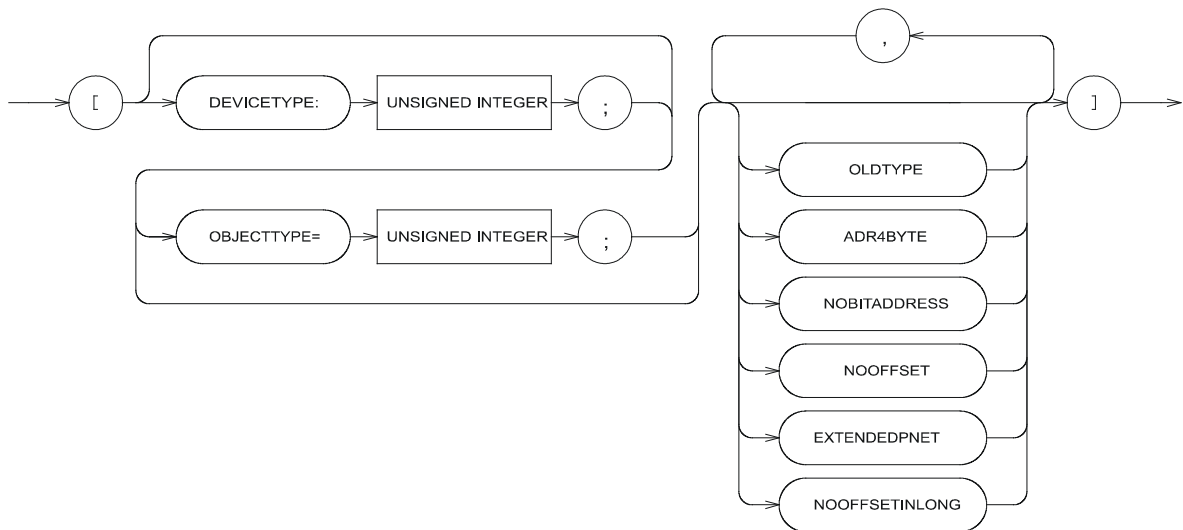 ,
[ DEVICETYPE: UNSIGNED INTEGER ; ]
OBJECTTYPE= UNSIGNED INTEGER ;
OLDTYPE
ADR4BYTE
NOBITADDRESS
NOOFFSET
EXTENDEDPNET
NOOFFSETINLONG